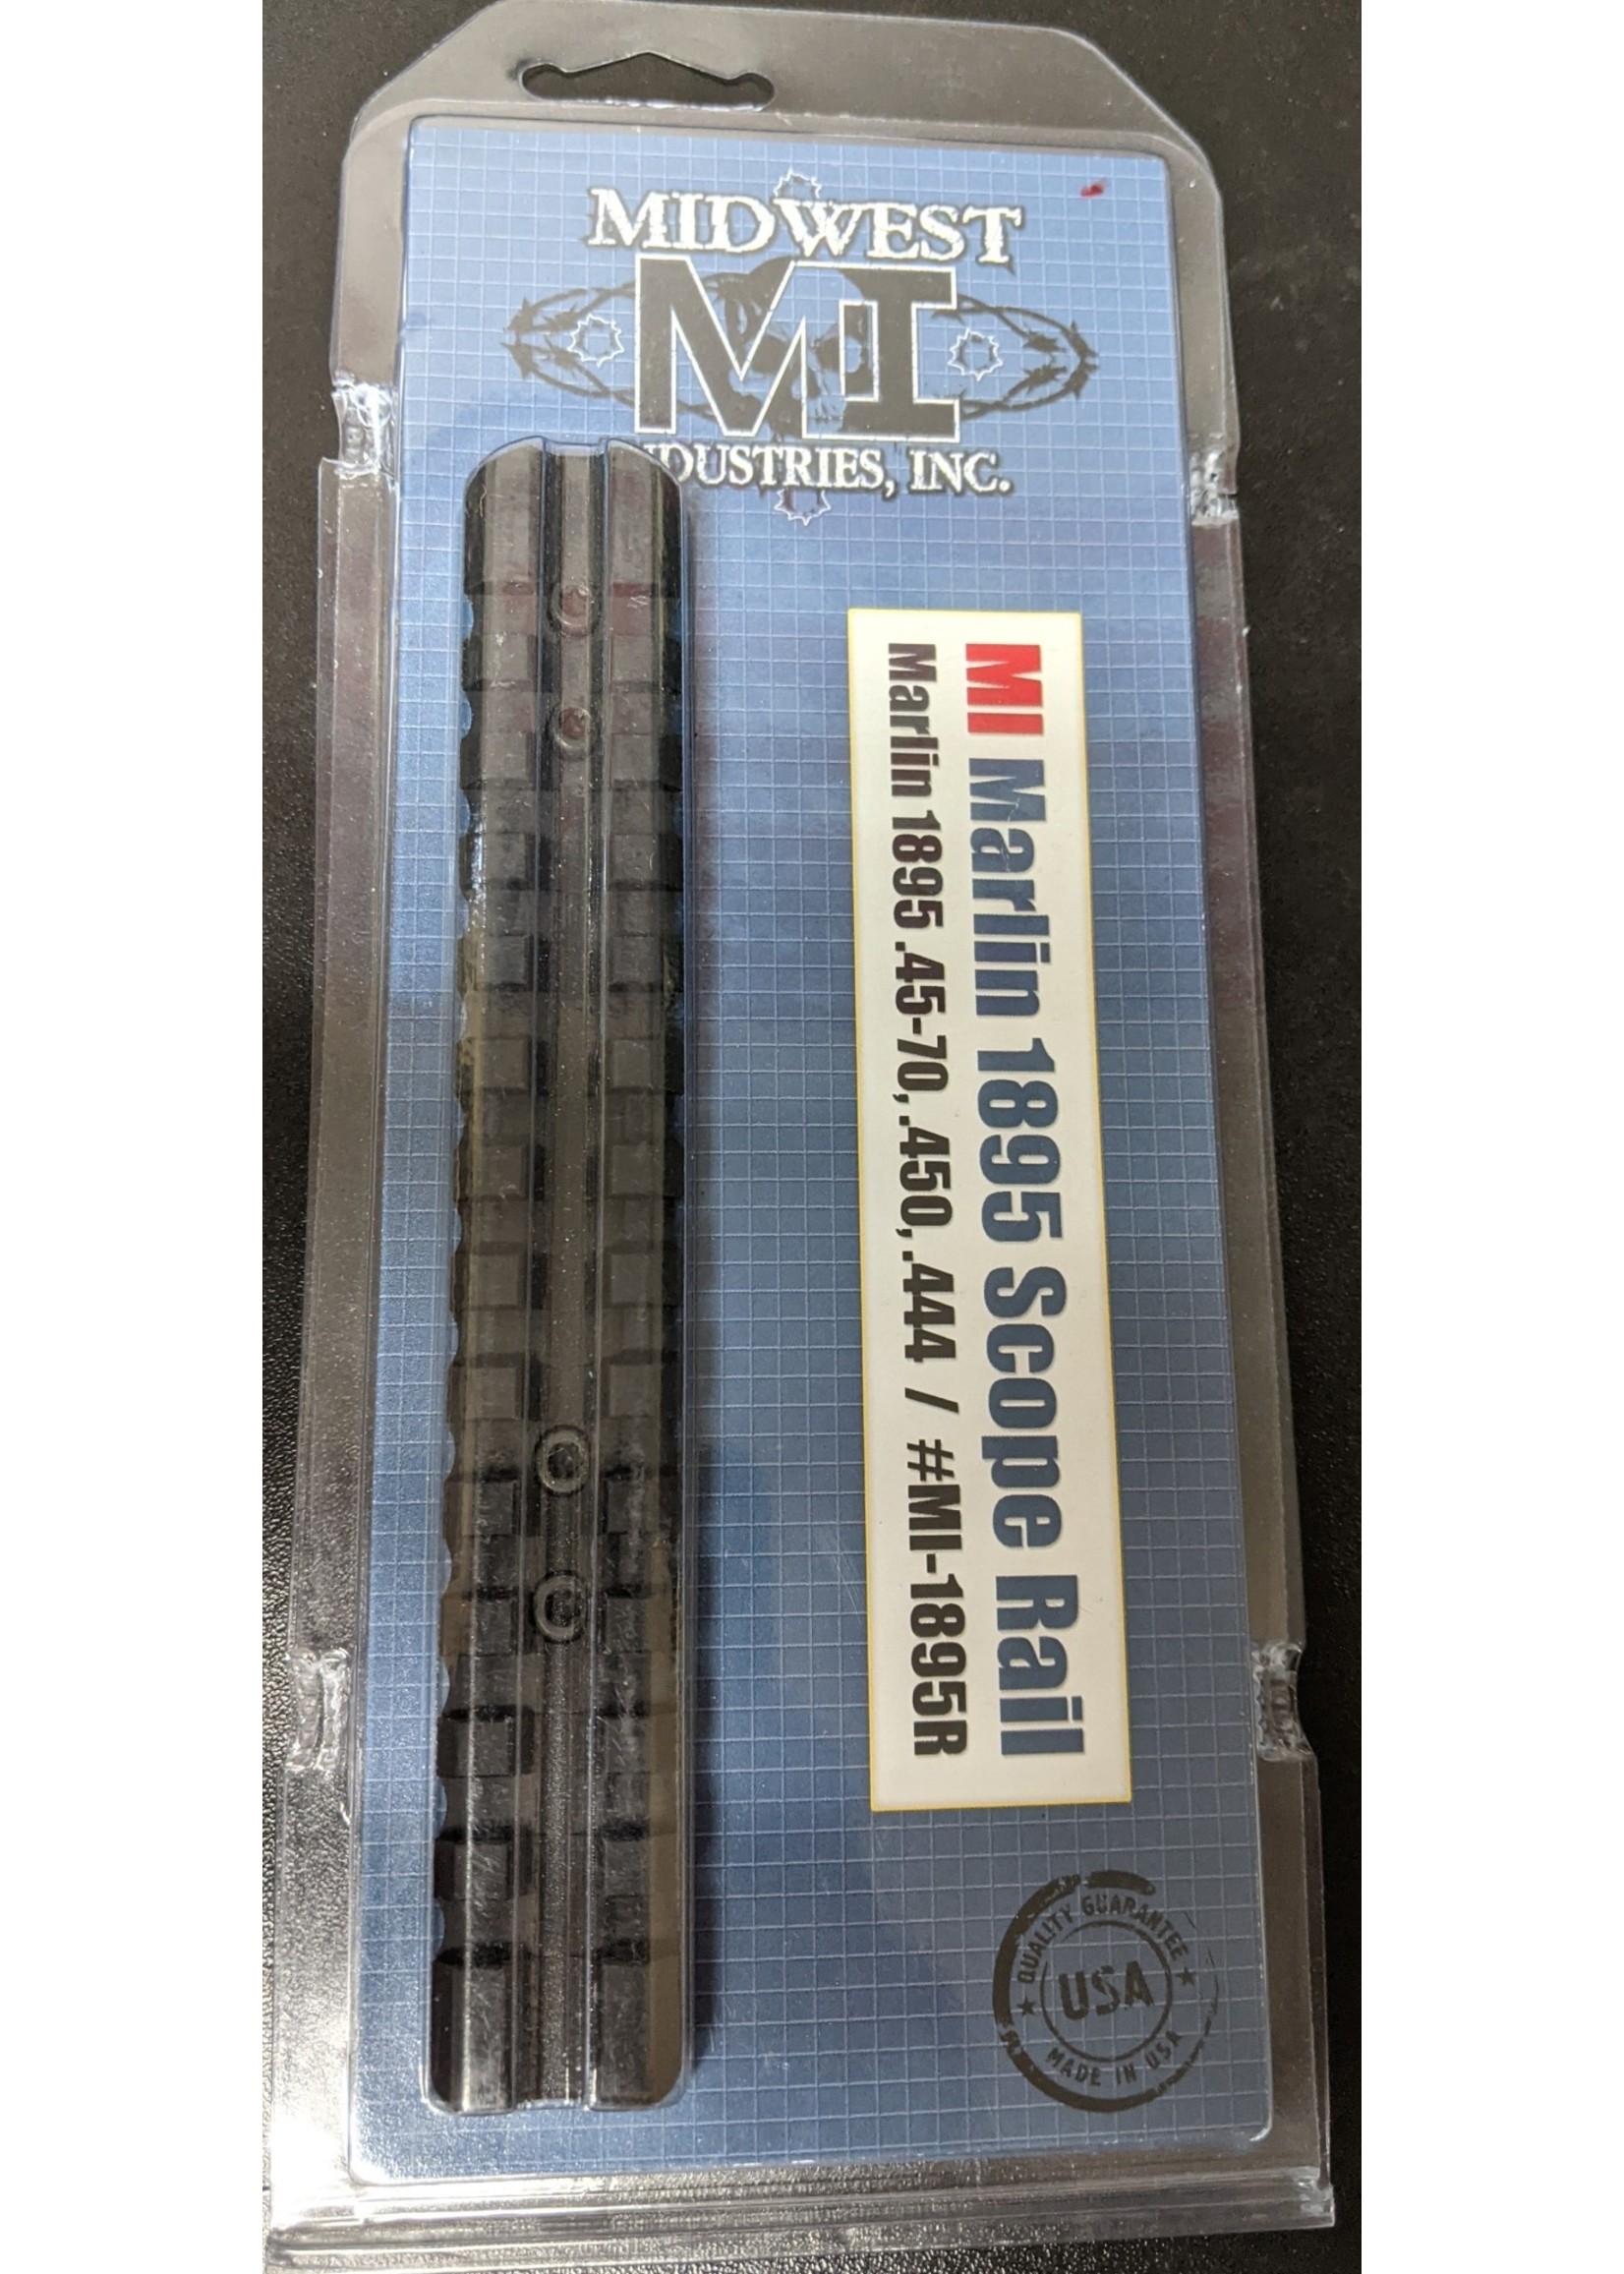 MIDWEST
MI
INDUSTRIES, INC.
MI Marlin 1895 Scope Rail
Marlin 1895 .45-70, .450, .444 / #MI-1895R
QUALITY GUARANTEE
USA
MADE IN USA